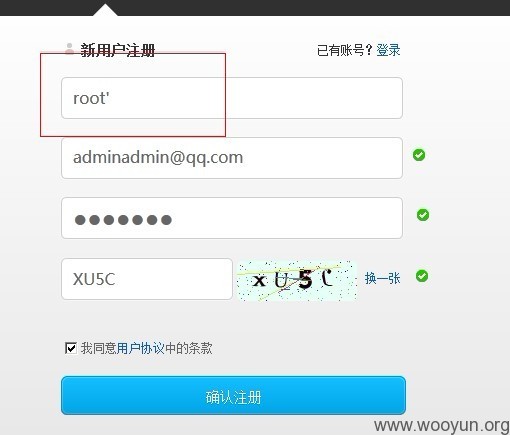 新用户注册 已有账号？登录
root'
adminadmin@qq.com
●●●●●●●
XU5C XU5C 换一张
我同意用户协议中的条款
确认注册
www.wooyun.org